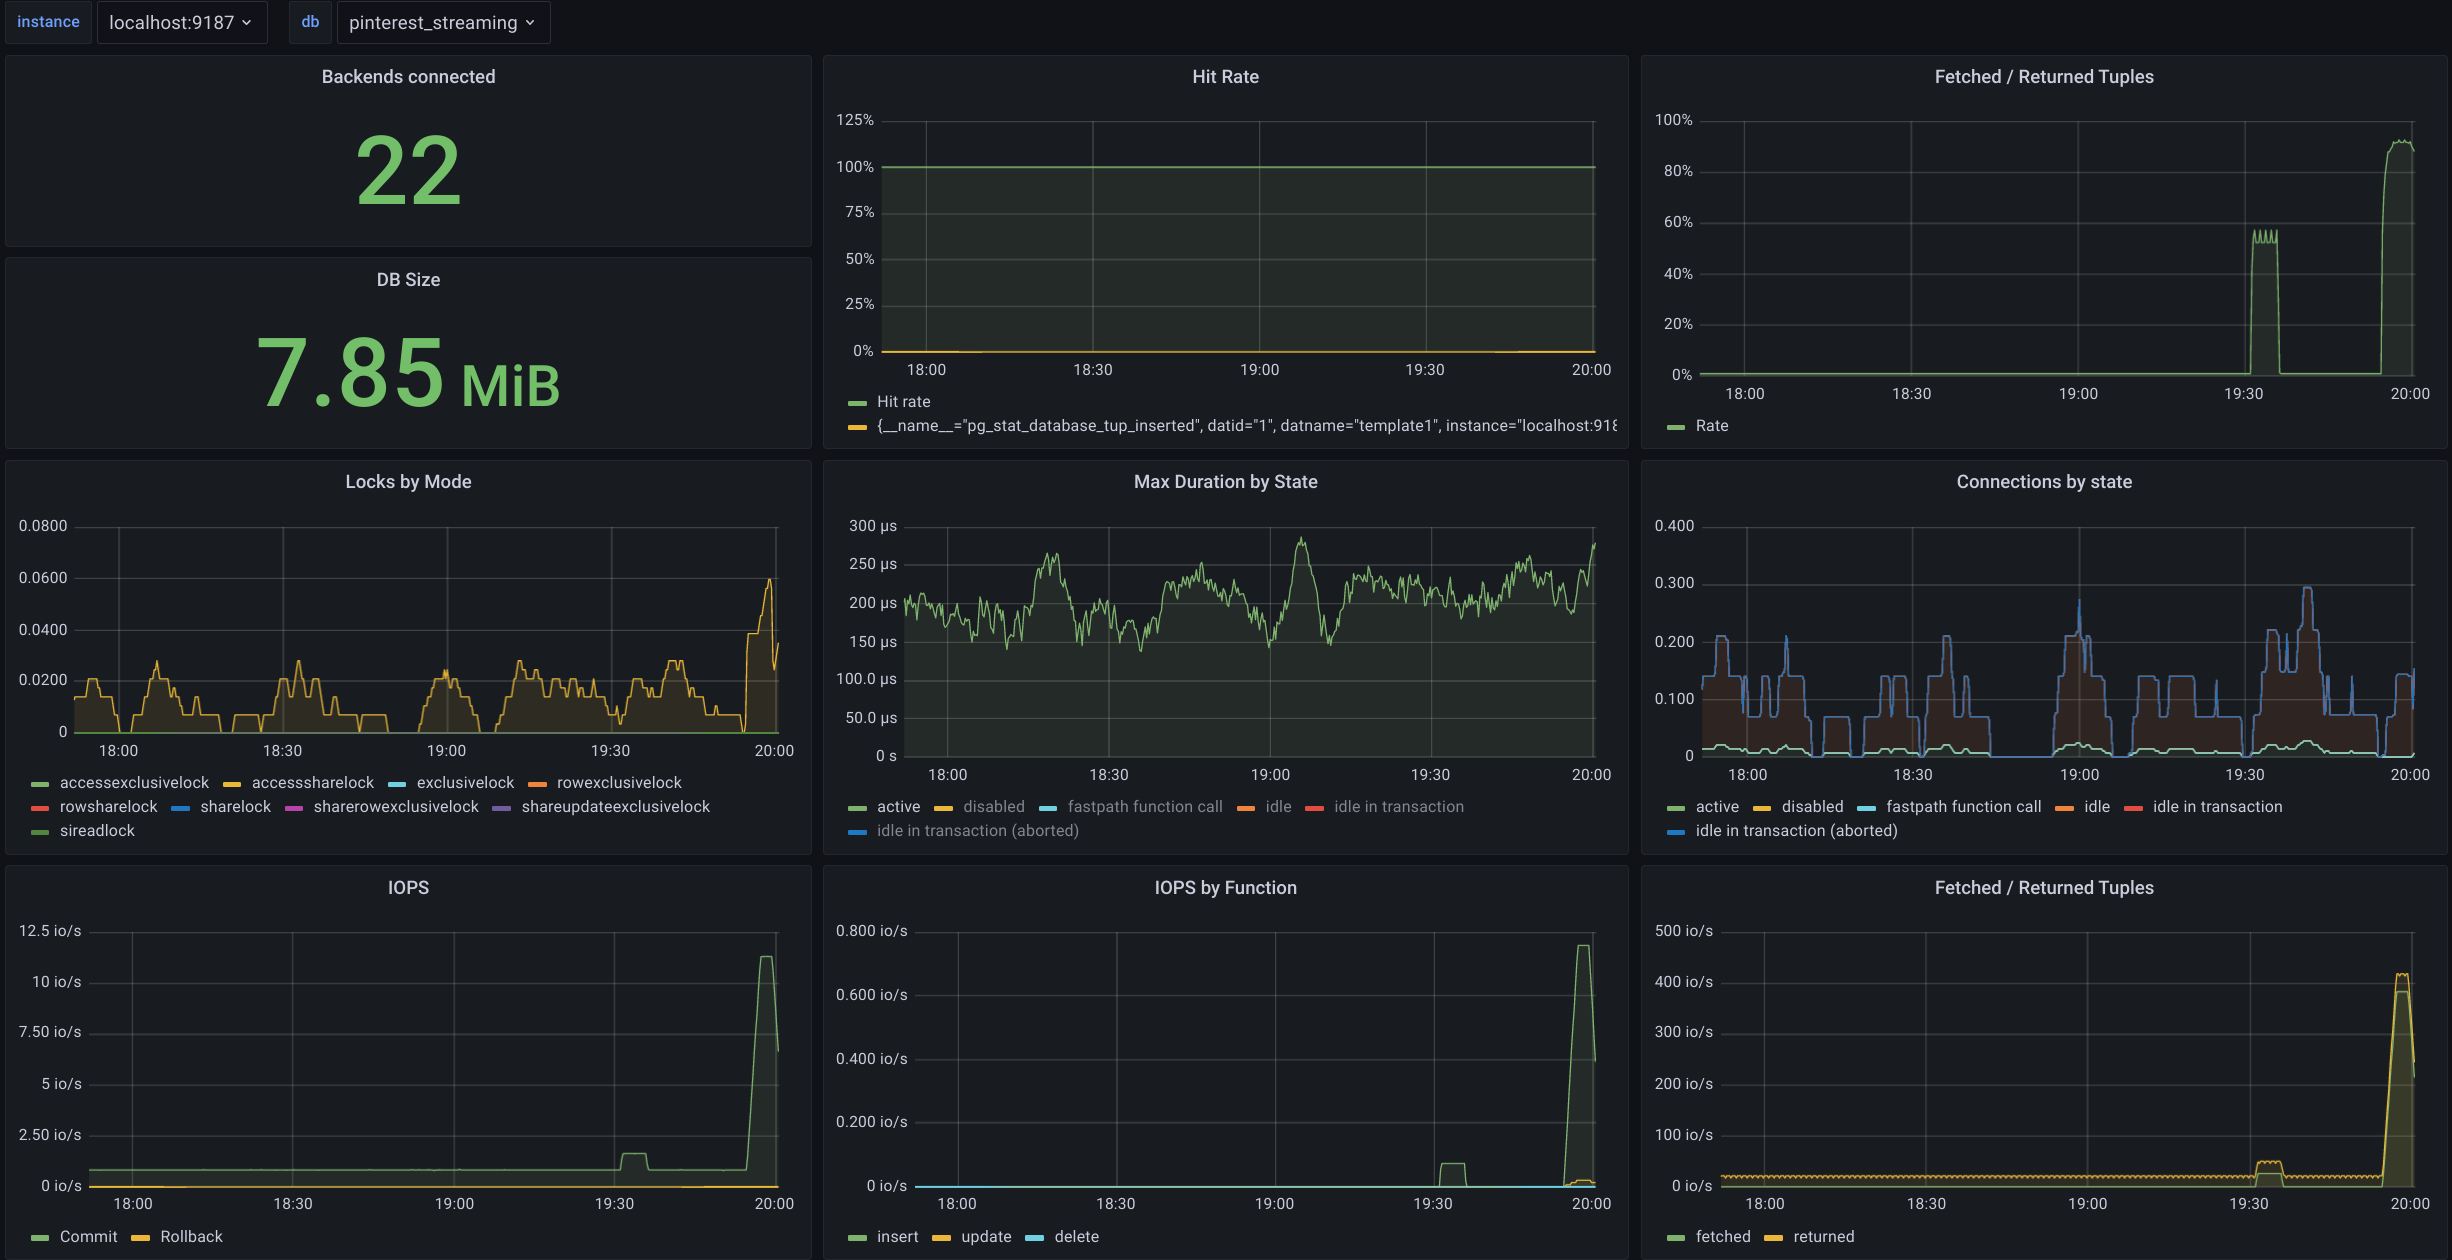 instance localhost:9187 db pinterest_streaming
Backends connected
22
DB Size
7.85 MiB
Hit Rate
125%
100%
75%
50%
25%
0%
18:00 18:30 19:00 19:30 20:00
Hit rate
{__name__="pg_stat_database_tup_inserted", datid="1", datname="template1", instance="localhost:918
Fetched / Returned Tuples
100%
80%
60%
40%
20%
0%
18:00 18:30 19:00 19:30 20:00
Rate
Locks by Mode
0.0800
0.0600
0.0400
0.0200
0
18:00 18:30 19:00 19:30 20:00
accessexclusivelock accesssharelock exclusivelock rowexclusivelock
rowsharelock sharelock sharerowexclusivelock shareupdateexclusivelock
sireadlock
Max Duration by State
300 µs
250 µs
200 µs
150 µs
100.0 µs
50.0 µs
0 s
18:00 18:30 19:00 19:30 20:00
active disabled fastpath function call idle idle in transaction
idle in transaction (aborted)
Connections by state
0.400
0.300
0.200
0.100
0
18:00 18:30 19:00 19:30 20:00
active disabled fastpath function call idle idle in transaction
idle in transaction (aborted)
IOPS
12.5 io/s
10 io/s
7.50 io/s
5 io/s
2.50 io/s
0 io/s
18:00 18:30 19:00 19:30 20:00
Commit Rollback
IOPS by Function
0.800 io/s
0.600 io/s
0.400 io/s
0.200 io/s
0 io/s
18:00 18:30 19:00 19:30 20:00
insert update delete
Fetched / Returned Tuples
500 io/s
400 io/s
300 io/s
200 io/s
100 io/s
0 io/s
18:00 18:30 19:00 19:30 20:00
fetched returned